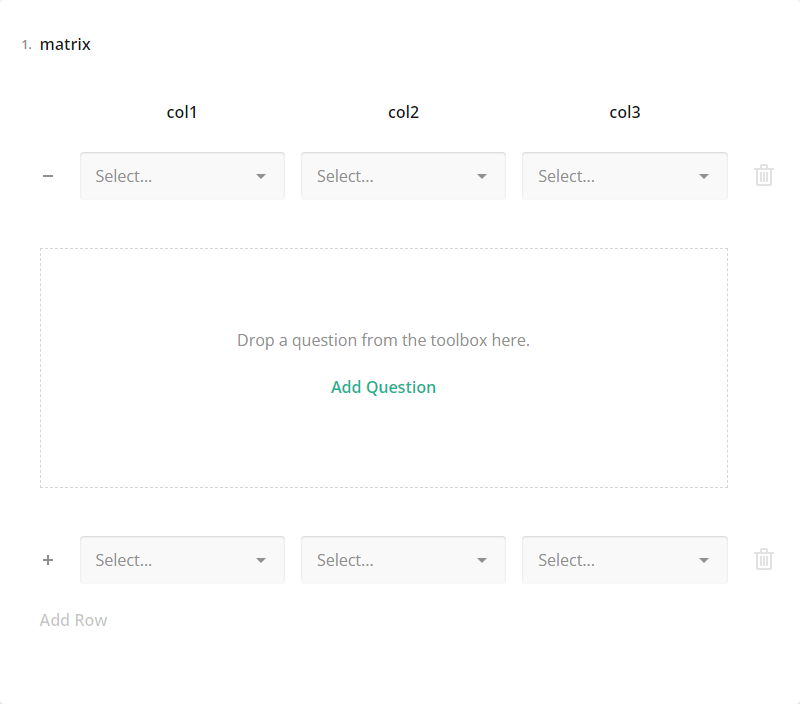 1. matrix
col1 col2 col3
Select... Select... Select...
Drop a question from the toolbox here.
Add Question
Select... Select... Select...
Add Row